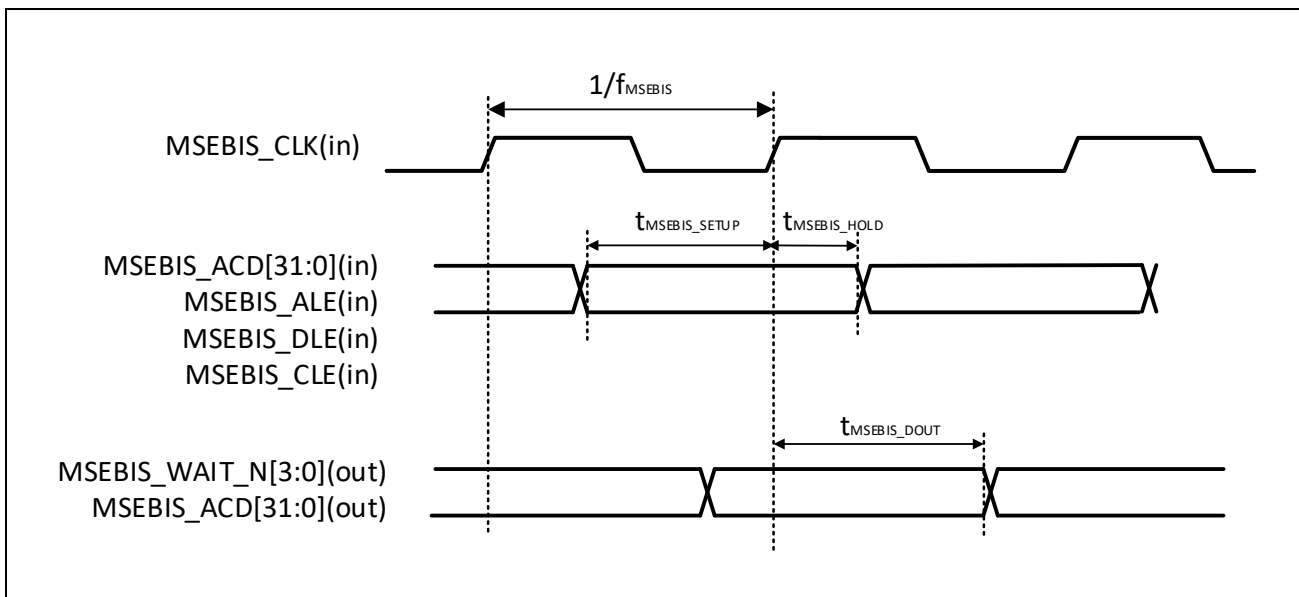 1/fMSEBIS
MSEBIS_CLK(in)
tMSEBIS_SETUP tMSEBIS_HOLD
MSEBIS_ACD[31:0](in)
MSEBIS_ALE(in)
MSEBIS_DLE(in)
MSEBIS_CLE(in)
tMSEBIS_DOUT
MSEBIS_WAIT_N[3:0](out)
MSEBIS_ACD[31:0](out)